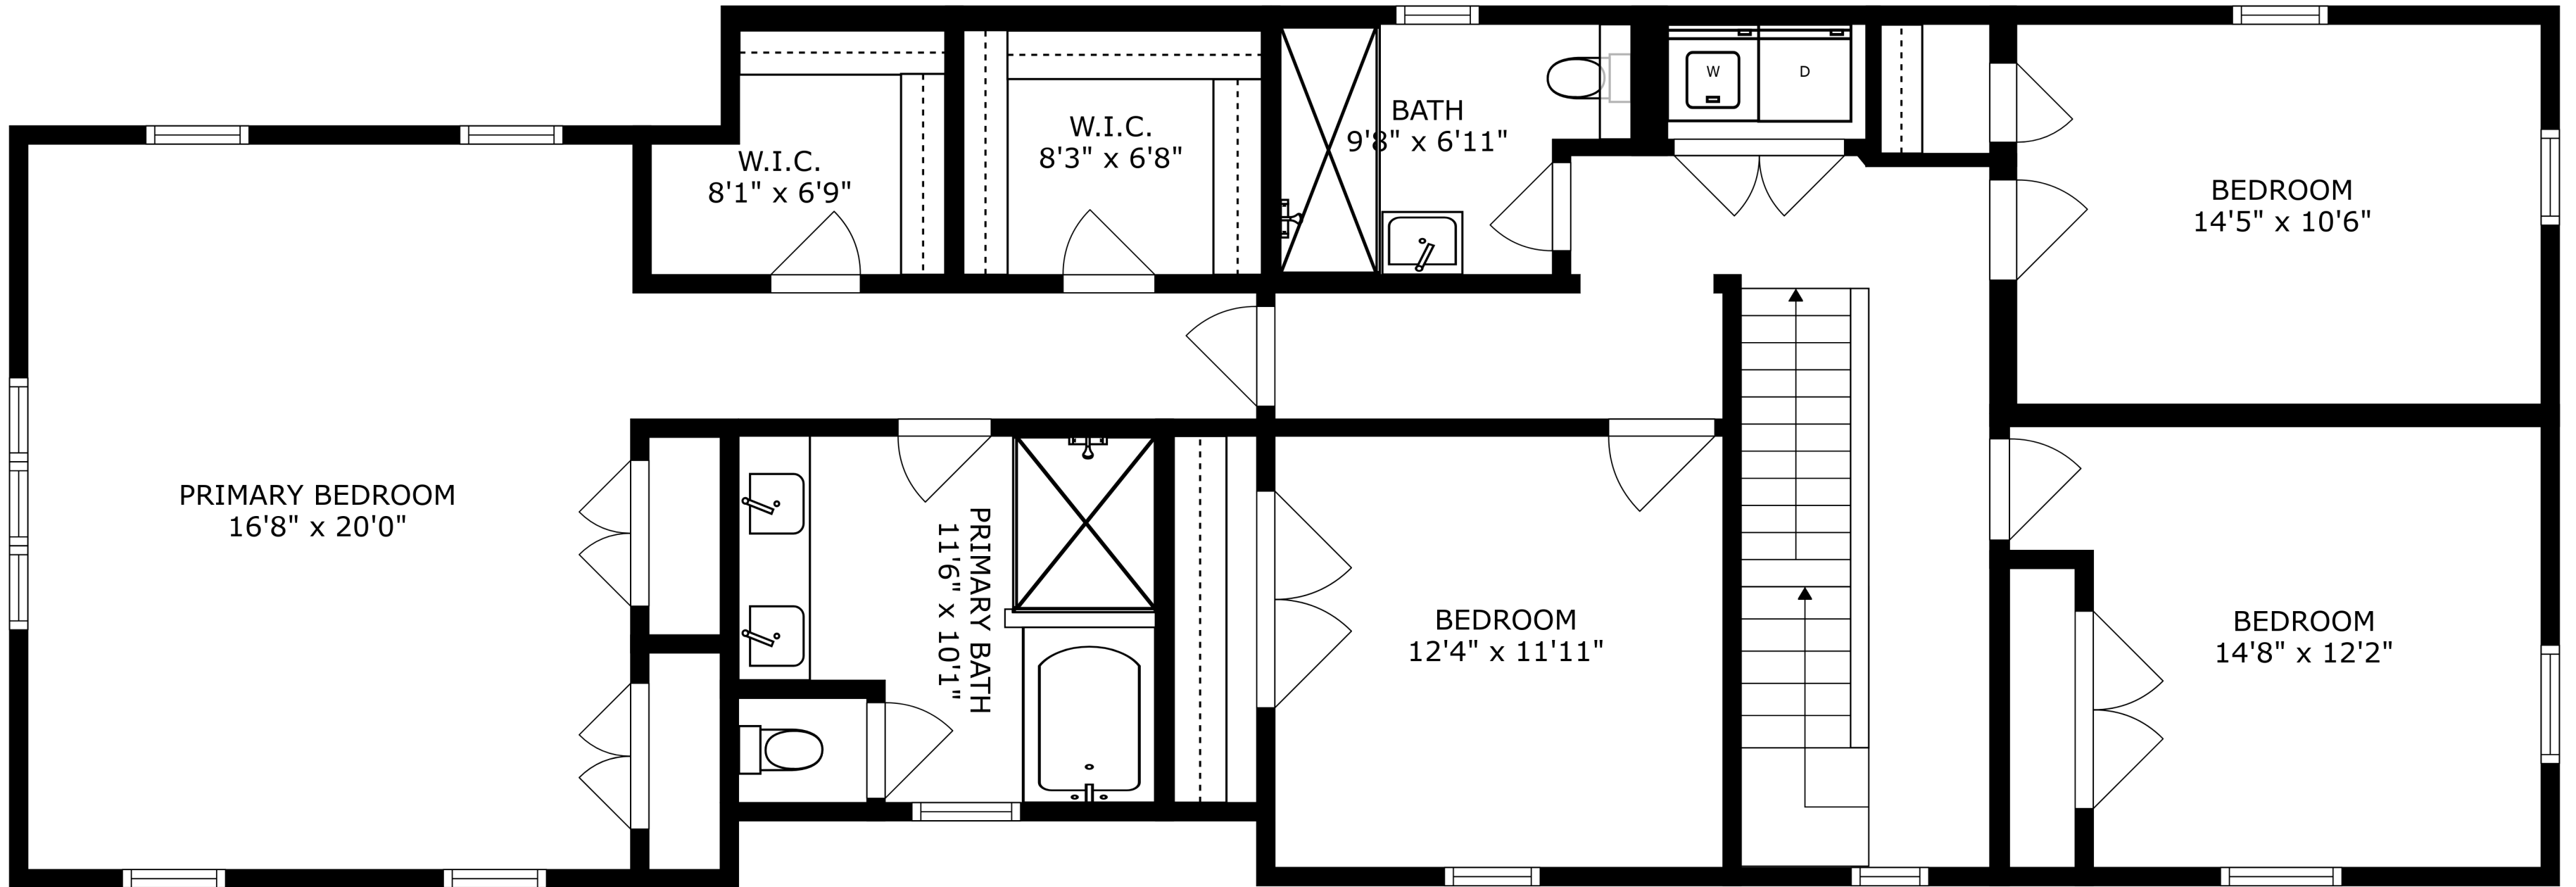 W.I.C.
8'1" x 6'9"
W.I.C.
8'3" x 6'8"
BATH
9'8" x 6'11"
W
D
BEDROOM
14'5" x 10'6"
PRIMARY BEDROOM
16'8" x 20'0"
PRIMARY BATH
11'6" x 10'1"
BEDROOM
12'4" x 11'11"
BEDROOM
14'8" x 12'2"